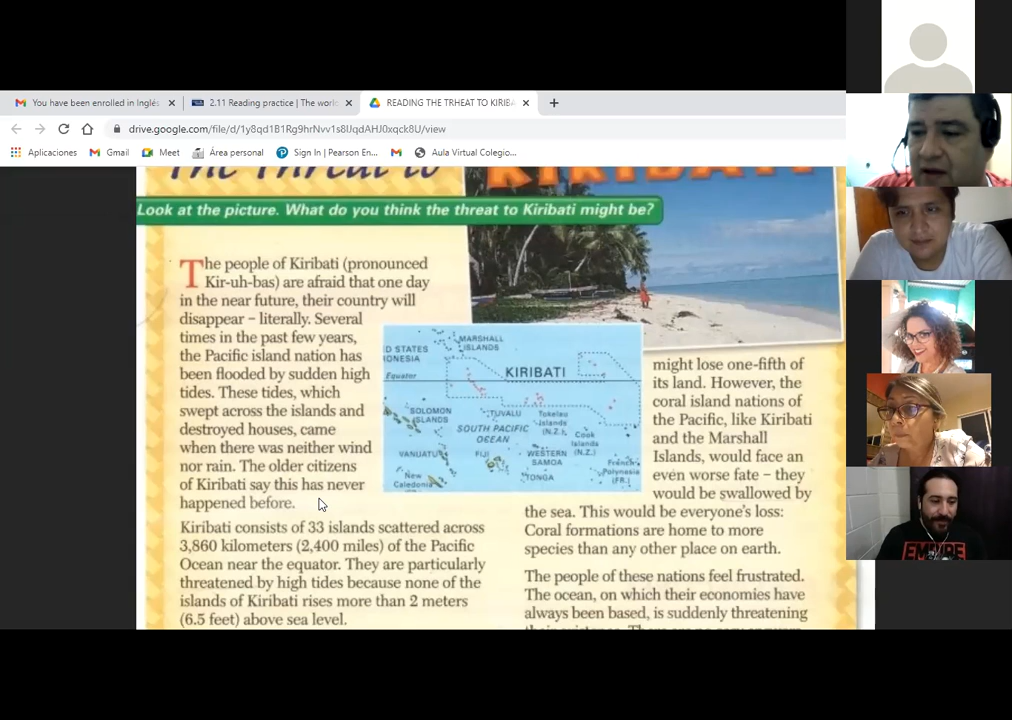 You have been enrolled in Inglés
2.11 Reading practice | The world
READING THE TRHEAT TO KIRIBA
drive.google.com/file/d/1y8qd1B1Rg9hrNvv1s8lJqdAHJ0xqck8U/view
Aplicaciones
Gmail
Meet
Área personal
Sign In | Pearson En...
Aula Virtual Colegio...
The Threat to
KIRIBATI
Look at the picture. What do you think the threat to Kiribati might be?
The people of Kiribati (pronounced
Kir-uh-bas) are afraid that one day
in the near future, their country will
disappear – literally. Several
times in the past few years,
the Pacific island nation has
been flooded by sudden high
tides. These tides, which
swept across the islands and
destroyed houses, came
when there was neither wind
nor rain. The older citizens
of Kiribati say this has never
happened before.
Kiribati consists of 33 islands scattered across
3,860 kilometers (2,400 miles) of the Pacific
Ocean near the equator. They are particularly
threatened by high tides because none of the
islands of Kiribati rises more than 2 meters
(6.5 feet) above sea level.
MARSHALL
ISLANDS
D STATES
ONESIA
KIRIBATI
Equator
SOLOMON
ISLANDS
TUVALU
Tokelau
Islands
(N.Z.)
SOUTH PACIFIC
OCEAN
Cook
Islands
(N.Z.)
VANUATU
FIJI
WESTERN
SAMOA
French
Polynesia
(FR.)
New
Caledonia
TONGA
might lose one-fifth of
its land. However, the
coral island nations of
the Pacific, like Kiribati
and the Marshall
Islands, would face an
even worse fate – they
would be swallowed by
the sea. This would be everyone's loss:
Coral formations are home to more
species than any other place on earth.
The people of these nations feel frustrated.
The ocean, on which their economies have
always been based, is suddenly threatening
EMPIRE